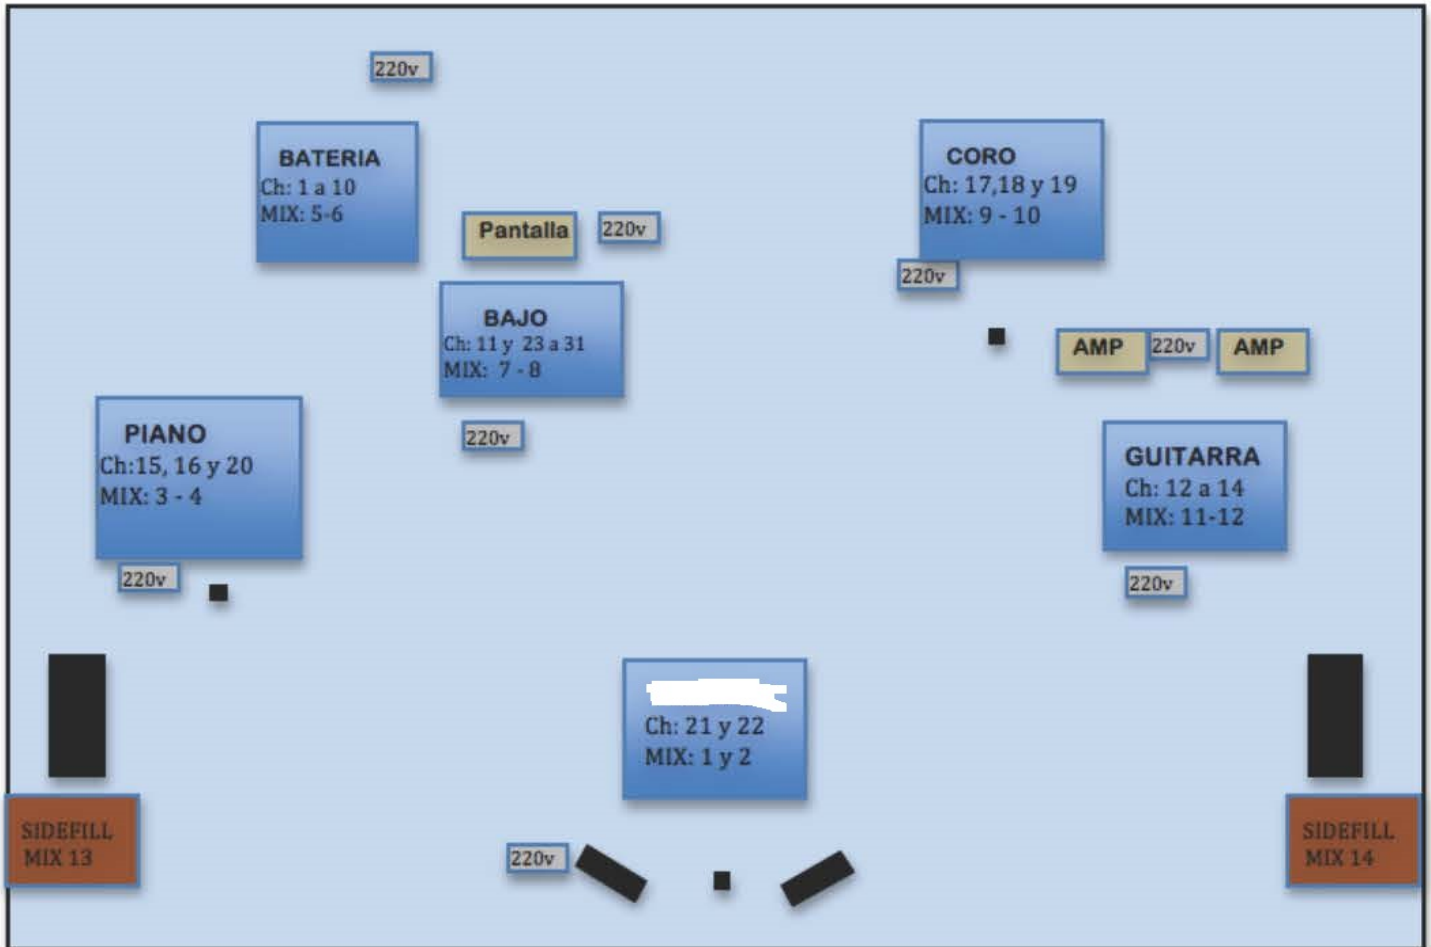 220v
BATERIA
Ch: 1 a 10
MIX: 5-6
CORO
Ch: 17,18 y 19
MIX: 9 - 10
Pantalla
220v
220v
BAJO
Ch: 11 y 23 a 31
MIX: 7 - 8
AMP
220v
AMP
PIANO
Ch:15, 16 y 20
MIX: 3 - 4
220v
GUITARRA
Ch: 12 a 14
MIX: 11-12
220v
220v
Ch: 21 y 22
MIX: 1 y 2
SIDEFILL
MIX 13
SIDEFILL
MIX 14
220v